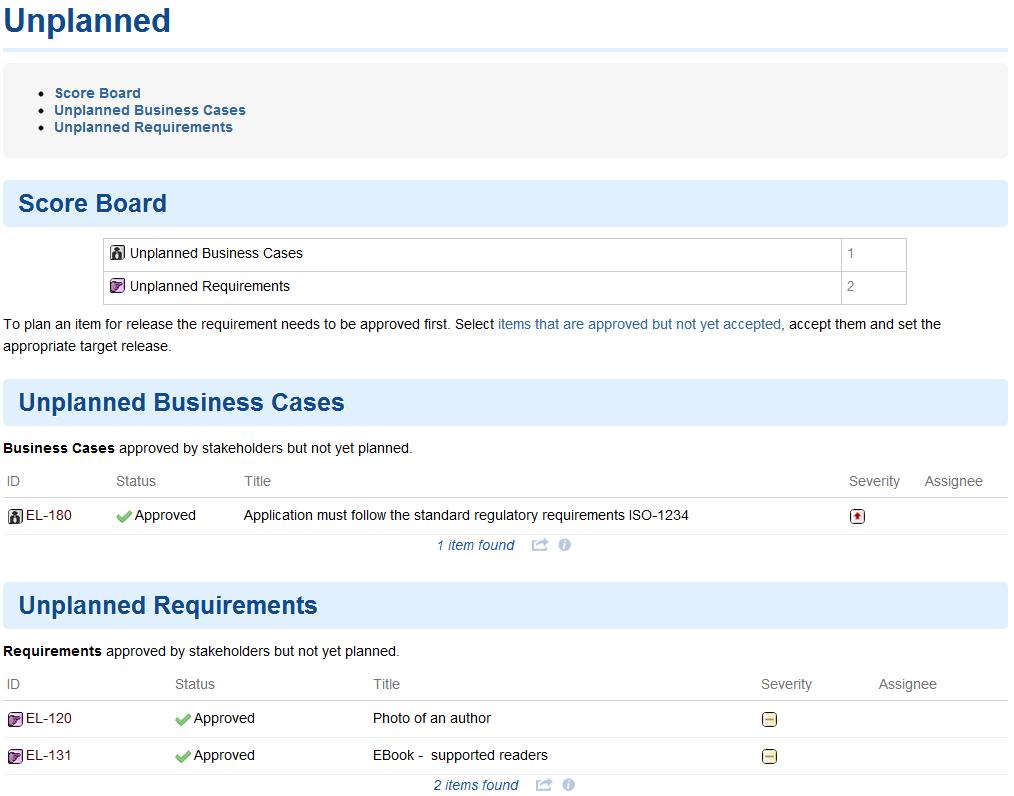 Unplanned
Score Board
Unplanned Business Cases
Unplanned Requirements
Score Board
Unplanned Business Cases 1
Unplanned Requirements 2
To plan an item for release the requirement needs to be approved first. Select items that are approved but not yet accepted, accept them and set the
appropriate target release.
Unplanned Business Cases
Business Cases approved by stakeholders but not yet planned.
ID Status Title Severity Assignee
EL-180 Approved Application must follow the standard regulatory requirements ISO-1234
1 item found
Unplanned Requirements
Requirements approved by stakeholders but not yet planned.
ID Status Title Severity Assignee
EL-120 Approved Photo of an author
EL-131 Approved EBook -  supported readers
2 items found